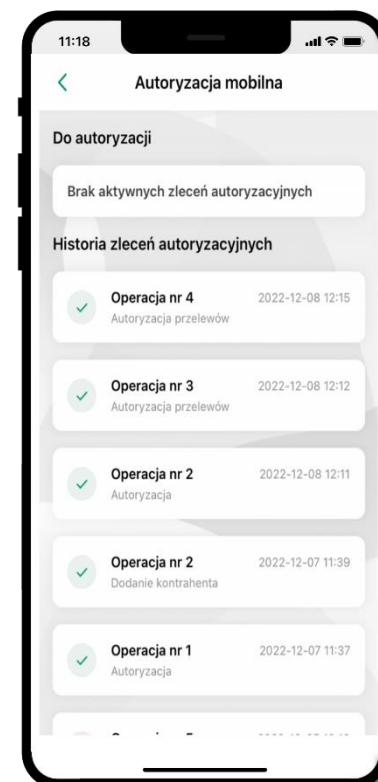 11:18
Autoryzacja mobilna
Do autoryzacji
Brak aktywnych zleceń autoryzacyjnych
Historia zleceń autoryzacyjnych
Operacja nr 4 2022-12-08 12:15
Autoryzacja przelewów
Operacja nr 3 2022-12-08 12:12
Autoryzacja przelewów
Operacja nr 2 2022-12-08 12:11
Autoryzacja
Operacja nr 2 2022-12-07 11:39
Dodanie kontrahenta
Operacja nr 1 2022-12-07 11:37
Autoryzacja